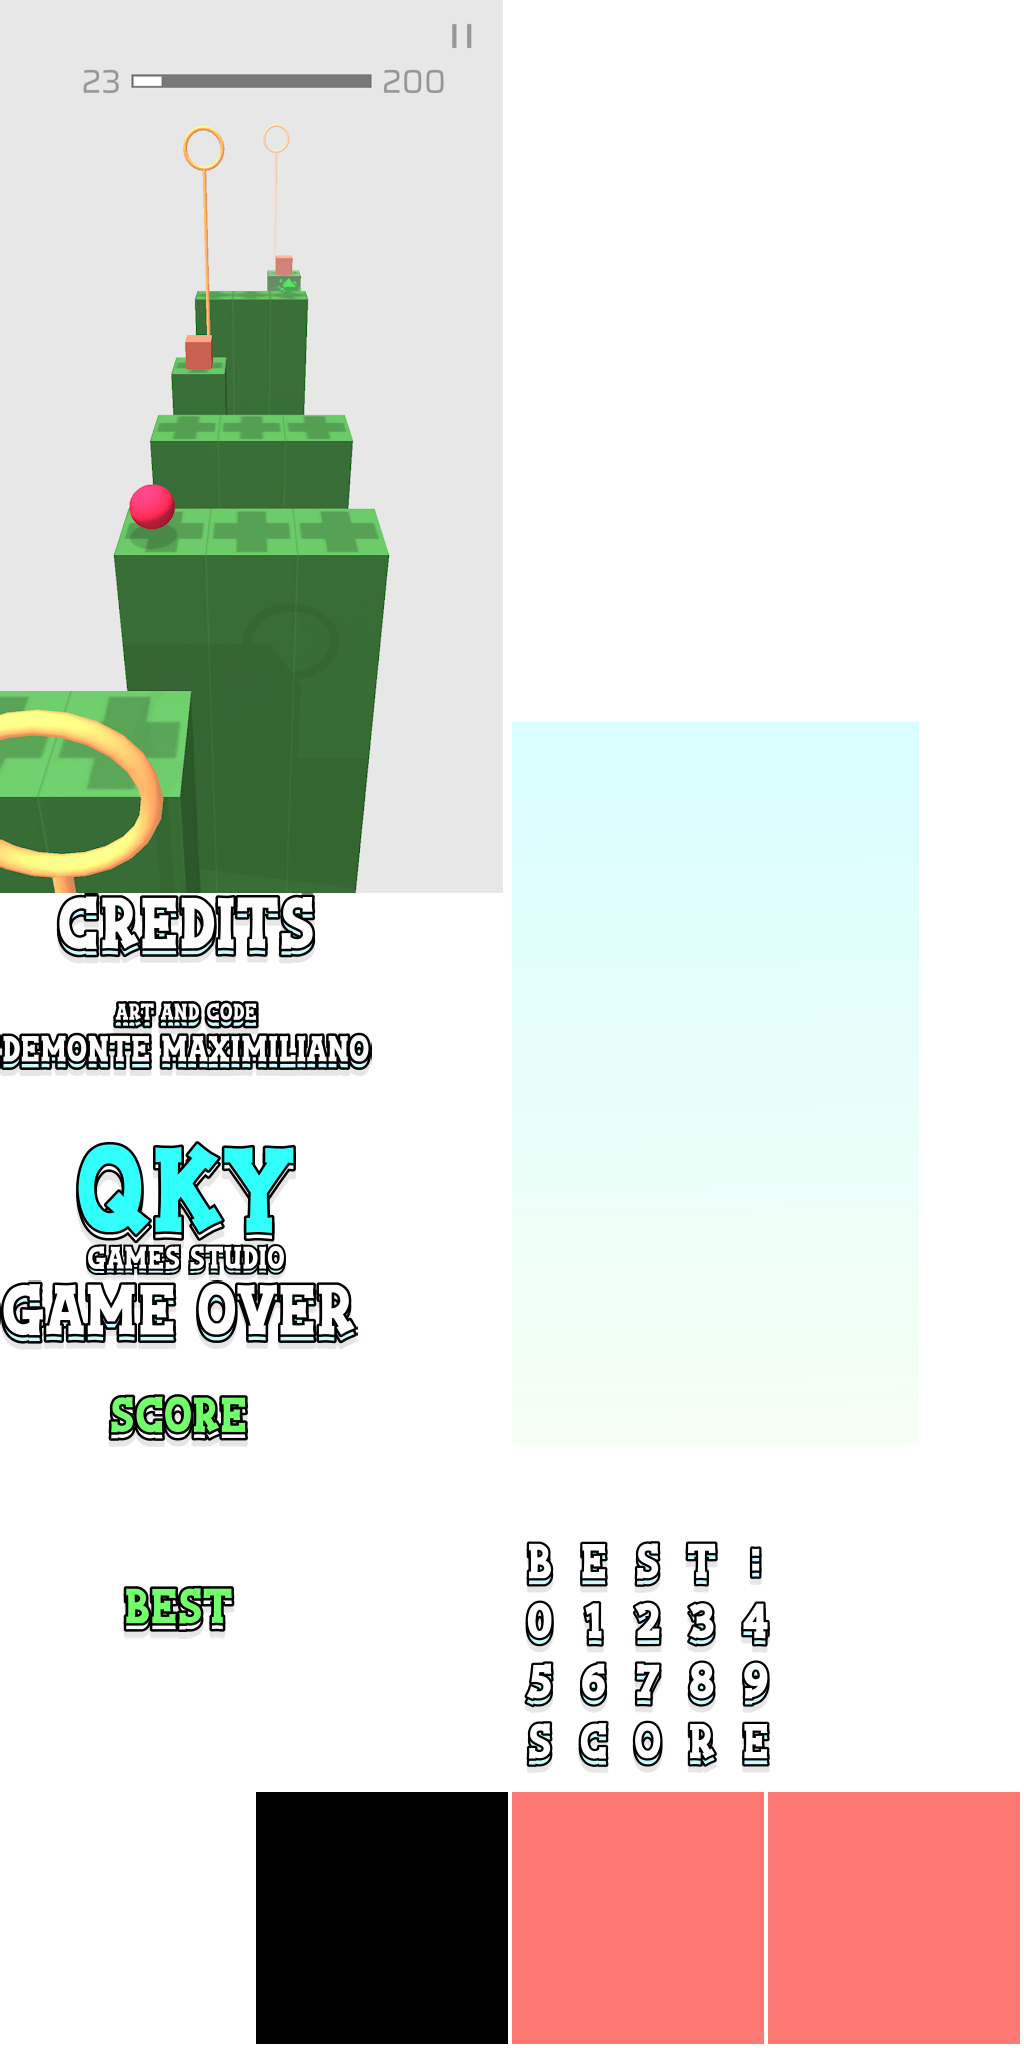 23 200
CREDITS
ART AND CODE
DEMONTE MAXIMILIANO
QKY
GAMES STUDIO
GAME OVER
SCORE
BEST
B E S T :
0 1 2 3 4
5 6 7 8 9
S C O R E